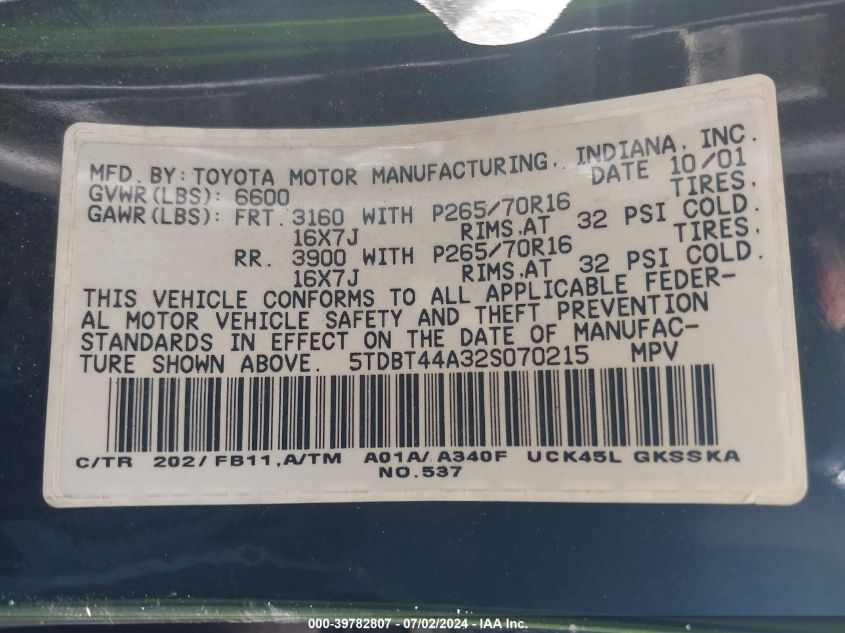 MFD. BY: TOYOTA MOTOR MANUFACTURING, INDIANA, INC.
GVWR(LBS): 6600 DATE 10/01
GAWR(LBS): FRT. 3160 WITH P265/70R16 TIRES,
16X7J RIMS,AT 32 PSI COLD.
RR. 3900 WITH P265/70R16 TIRES,
16X7J RIMS,AT 32 PSI COLD.
THIS VEHICLE CONFORMS TO ALL APPLICABLE FEDER-
AL MOTOR VEHICLE SAFETY AND THEFT PREVENTION
STANDARDS IN EFFECT ON THE DATE OF MANUFAC-
TURE SHOWN ABOVE. 5TDBT44A32S070215 MPV
C/TR 202/FB11,A/TM A01A/A340F UCK45L GKSSKA
NO.537
000-39782807 - 07/02/2024 - IAA Inc.